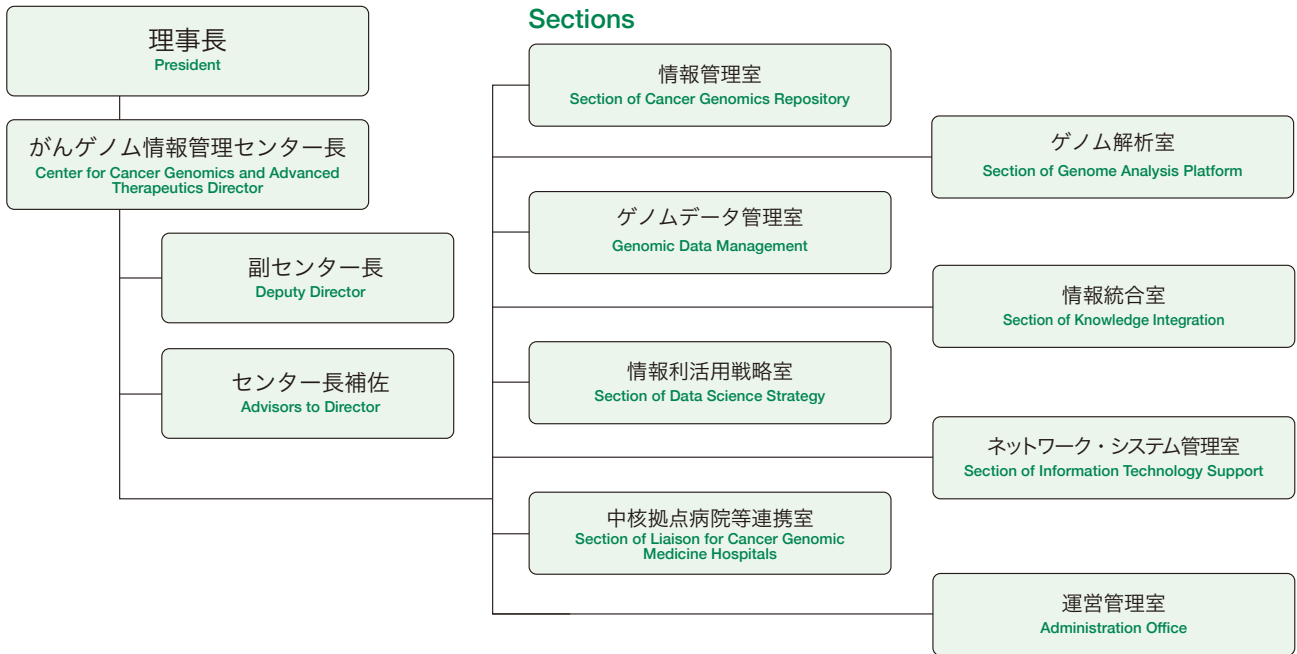 理事長
President
がんゲノム情報管理センター長
Center for Cancer Genomics and Advanced
Therapeutics Director
副センター長
Deputy Director
センター長補佐
Advisors to Director
Sections
情報管理室
Section of Cancer Genomics Repository
ゲノム解析室
Section of Genome Analysis Platform
ゲノムデータ管理室
Genomic Data Management
情報統合室
Section of Knowledge Integration
情報利活用戦略室
Section of Data Science Strategy
ネットワーク・システム管理室
Section of Information Technology Support
中核拠点病院等連携室
Section of Liaison for Cancer Genomic
Medicine Hospitals
運営管理室
Administration Office